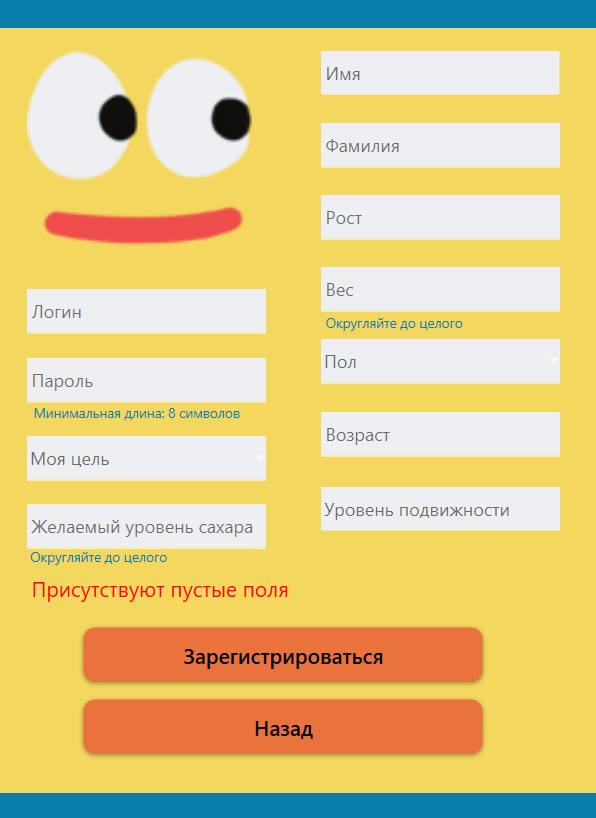 Имя
Фамилия
Рост
Вес
Округляйте до целого
Пол
Возраст
Уровень подвижности
Логин
Пароль
Минимальная длина: 8 символов
Моя цель
Желаемый уровень сахара
Округляйте до целого
Присутствуют пустые поля
Зарегистрироваться
Назад